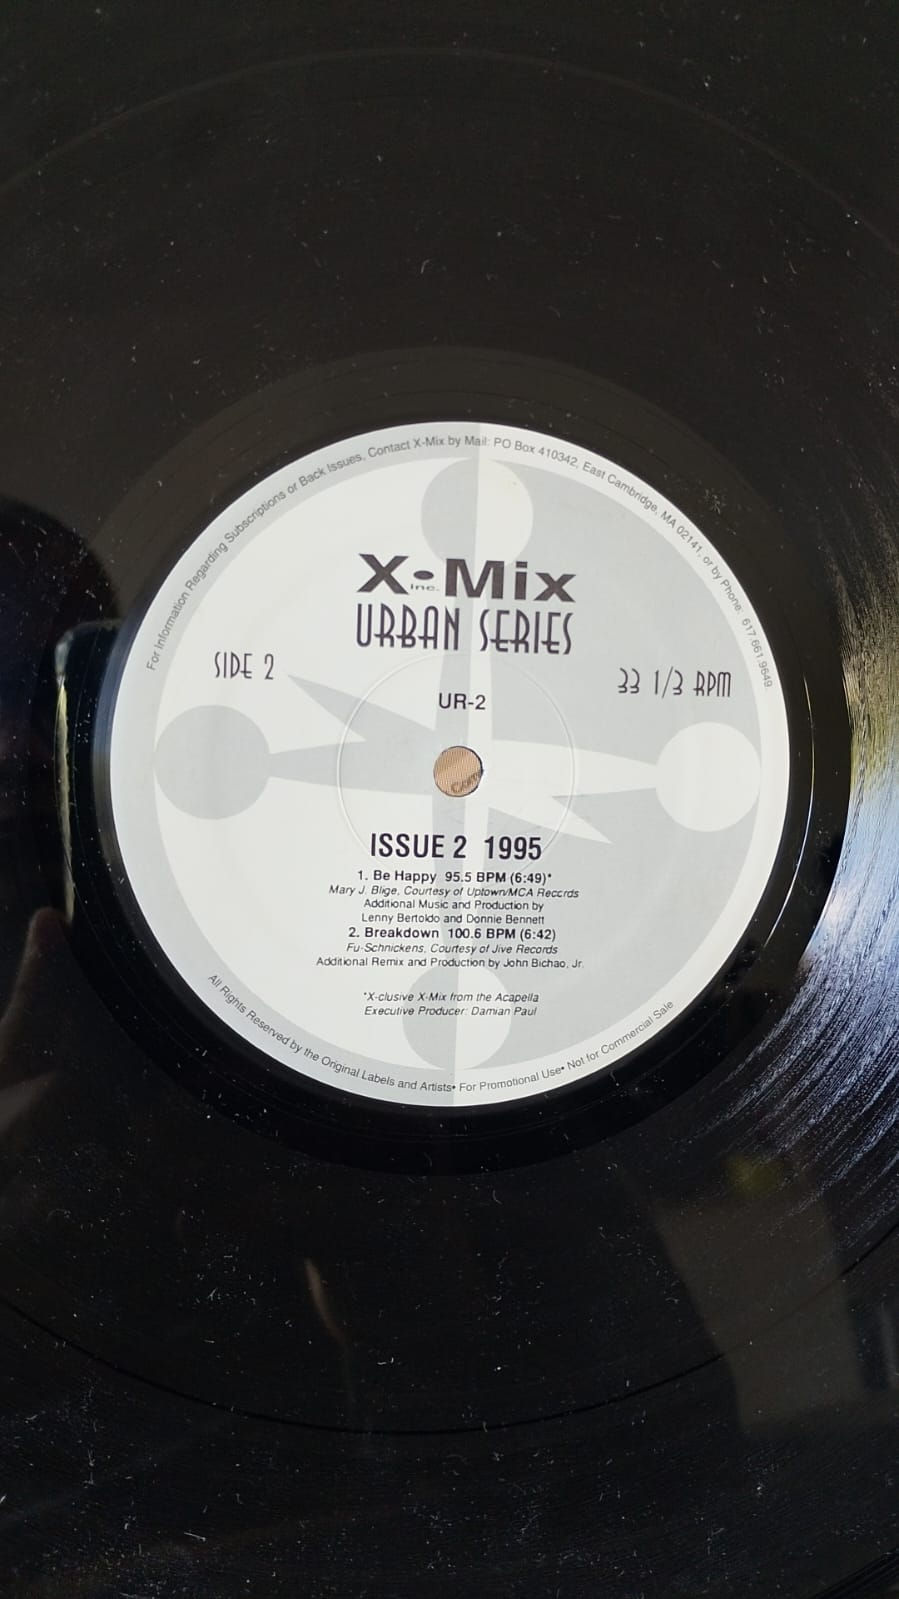 For Information Regarding Subscriptions or Back Issues, Contact X-Mix by Mail: PO Box 410342, East Cambridge, MA 02141, or by Phone: 617.661.9649.
X•Mix
inc.
URBAN SERIES
SIDE 2
33 1/3 RPM
UR-2
ISSUE 2 1995
1. Be Happy 95.5 BPM (6:49)*
Mary J. Blige, Courtesy of Uptown/MCA Records
Additional Music and Production by
Lenny Bertoldo and Donnie Bennett
2. Breakdown 100.6 BPM (6:42)
Fu-Schnickens, Courtesy of Jive Records
Additional Remix and Production by John Bichao, Jr.
*X-clusive X-Mix from the Acapella
Executive Producer: Damian Paul
All Rights Reserved by the Original Labels and Artists• For Promotional Use• Not for Commercial Sale